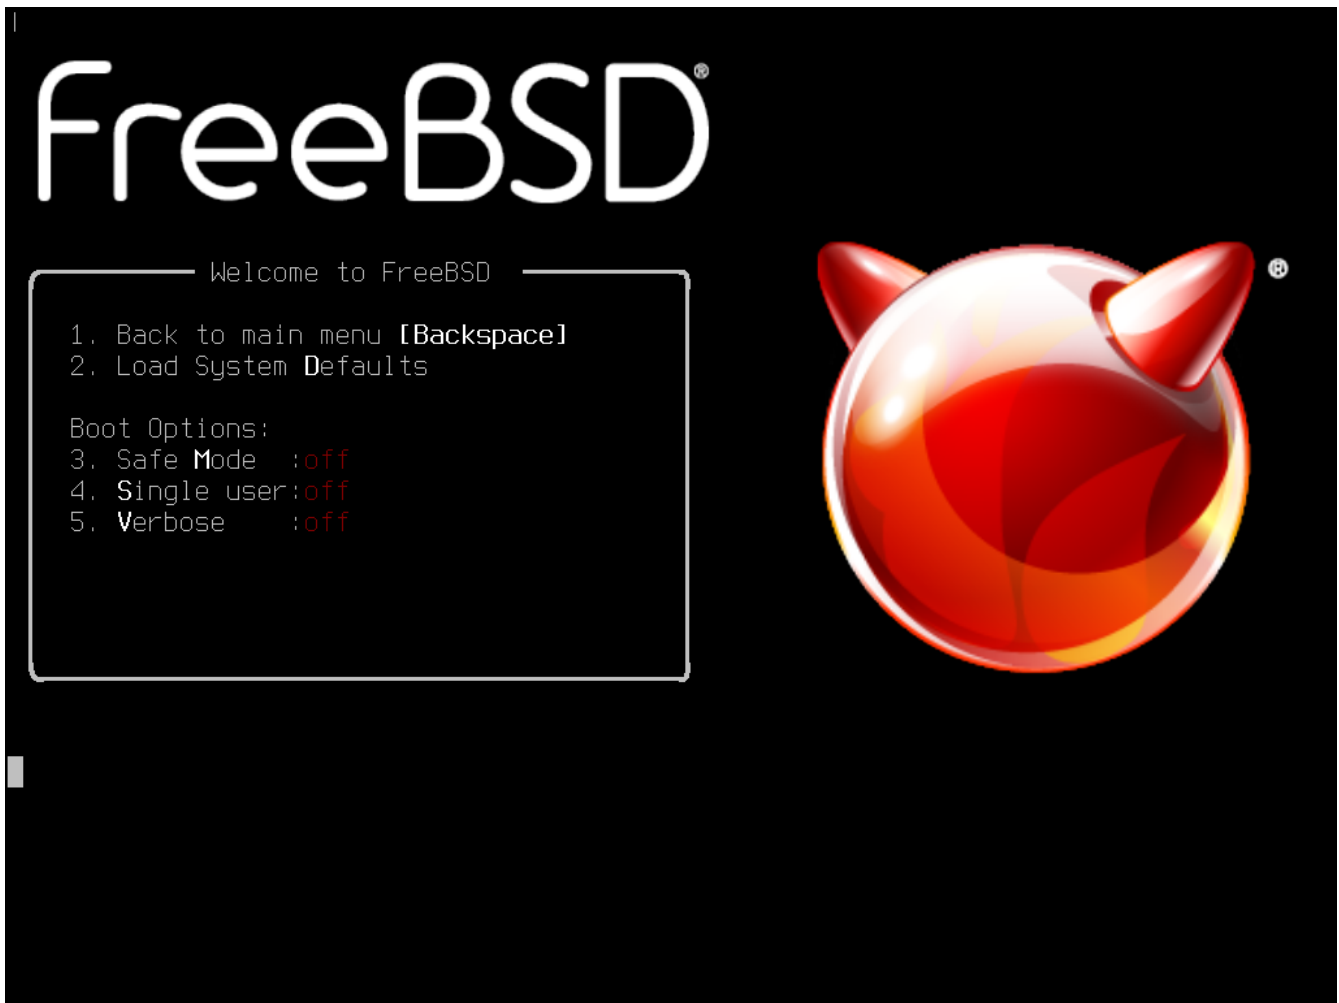 FreeBSD®
Welcome to FreeBSD
1. Back to main menu [Backspace]
2. Load System Defaults
Boot Options:
3. Safe Mode  :off
4. Single user:off
5. Verbose    :off
®